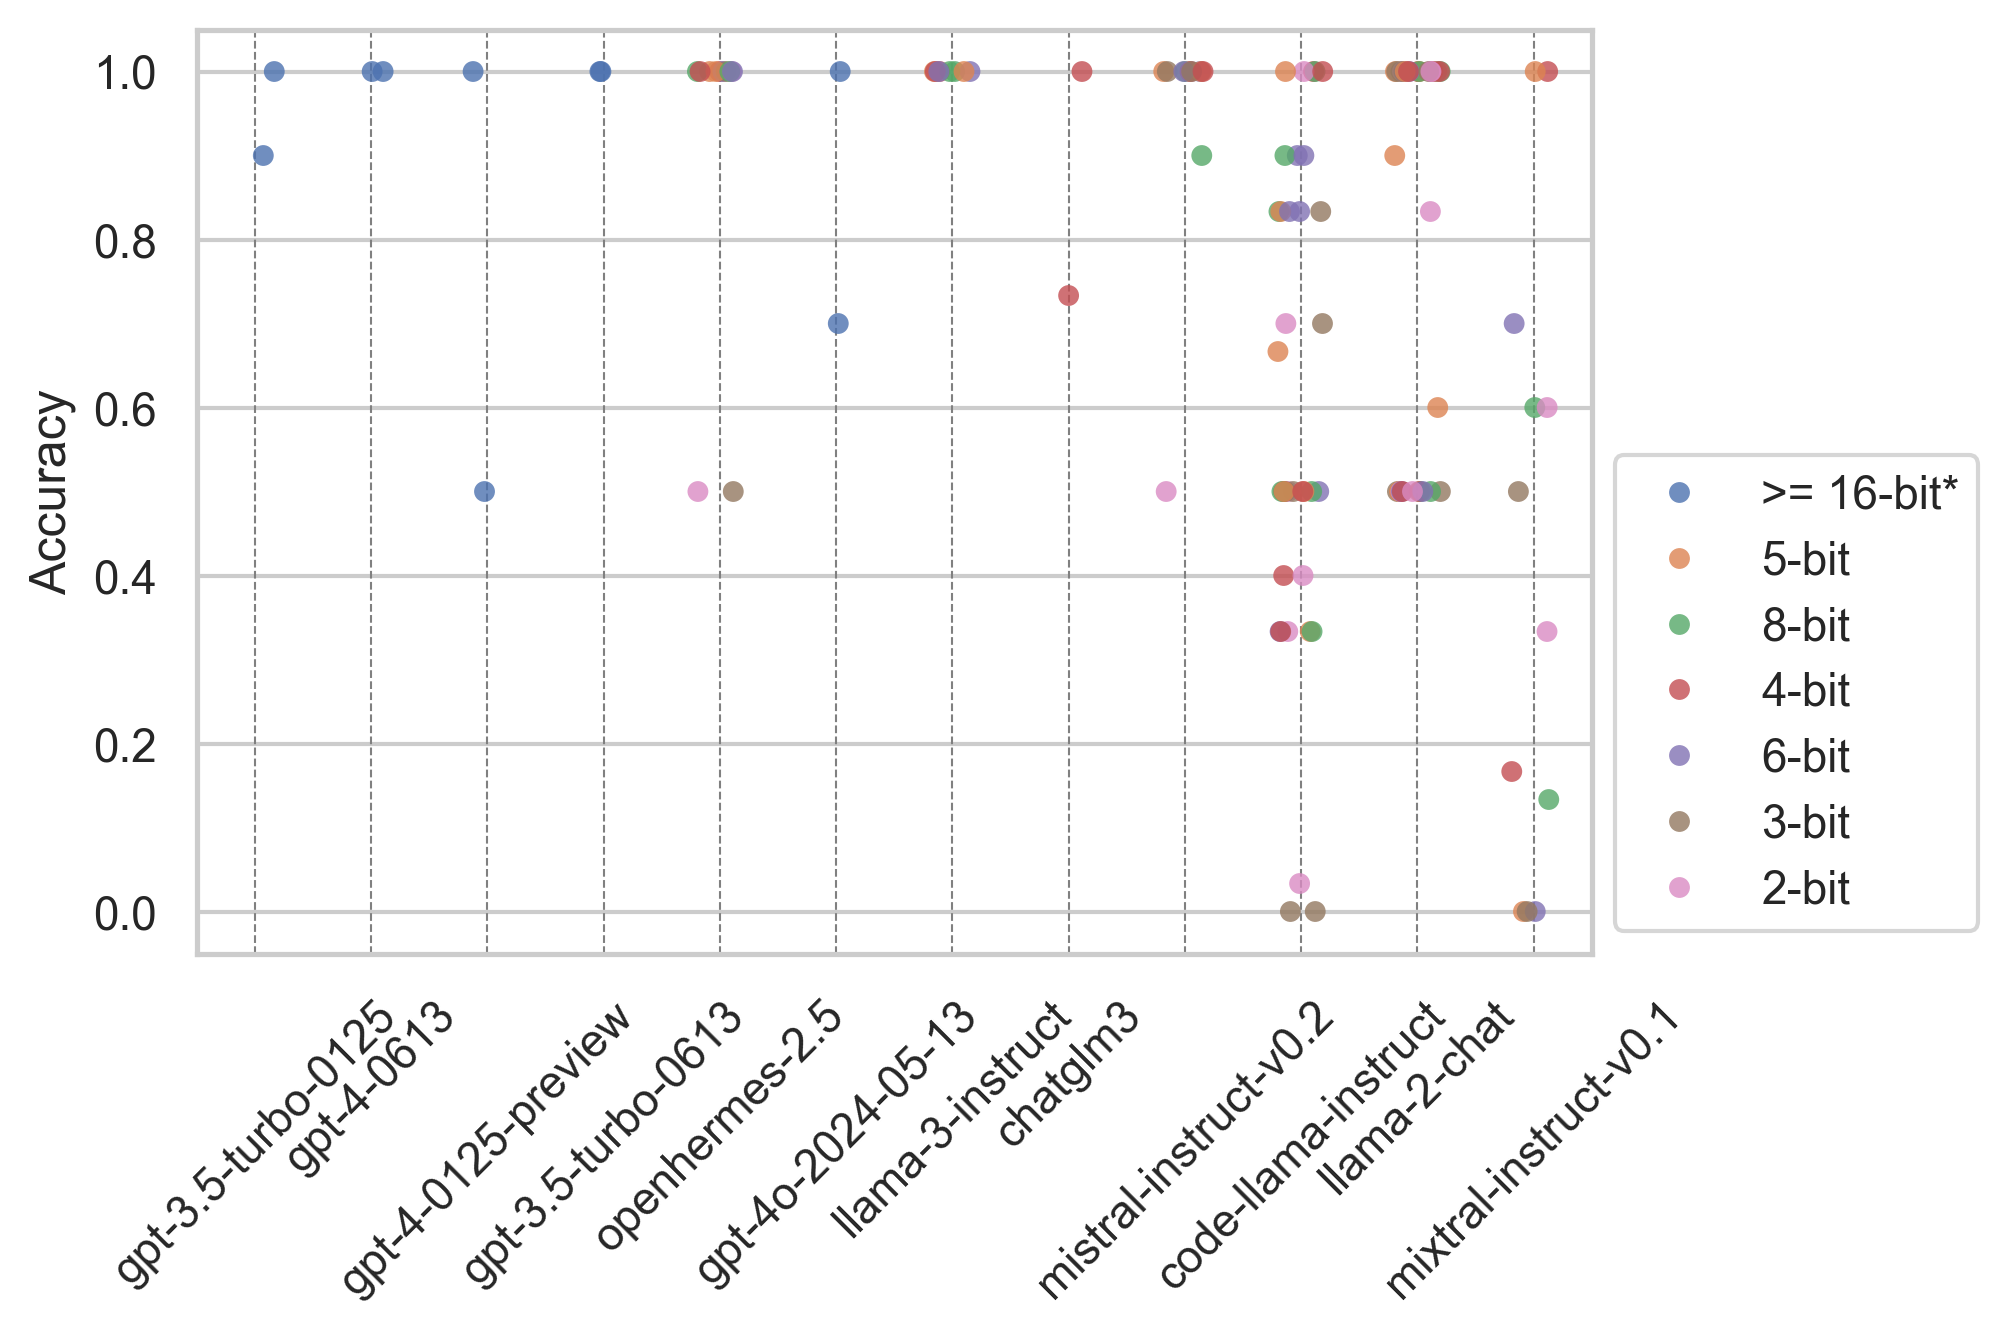 Accuracy
1.0
0.8
0.6
0.4
0.2
0.0
gpt-3.5-turbo-0125
gpt-4-0613
gpt-4-0125-preview
gpt-3.5-turbo-0613
openhermes-2.5
gpt-4o-2024-05-13
llama-3-instruct
chatglm3
mistral-instruct-v0.2
code-llama-instruct
llama-2-chat
mixtral-instruct-v0.1
>= 16-bit*
5-bit
8-bit
4-bit
6-bit
3-bit
2-bit